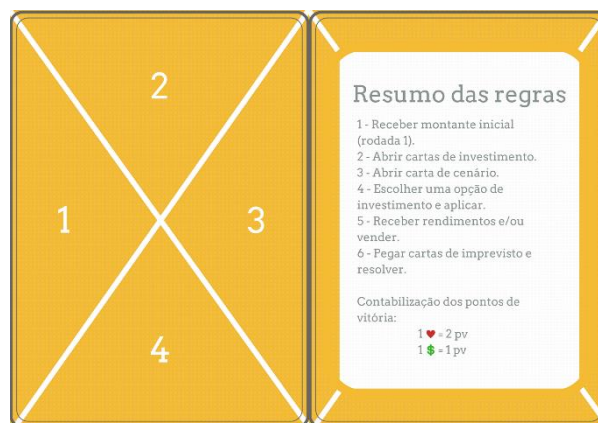 2
1
3
4
Resumo das regras
1 - Receber montante inicial
(rodada 1).
2 - Abrir cartas de investimento.
3 - Abrir carta de cenário.
4 - Escolher uma opção de
investimento e aplicar.
5 - Receber rendimentos e/ou
vender.
6 - Pegar cartas de imprevisto e
resolver.
Contabilização dos pontos de
vitória:
1 ♥ = 2 pv
1 $ = 1 pv